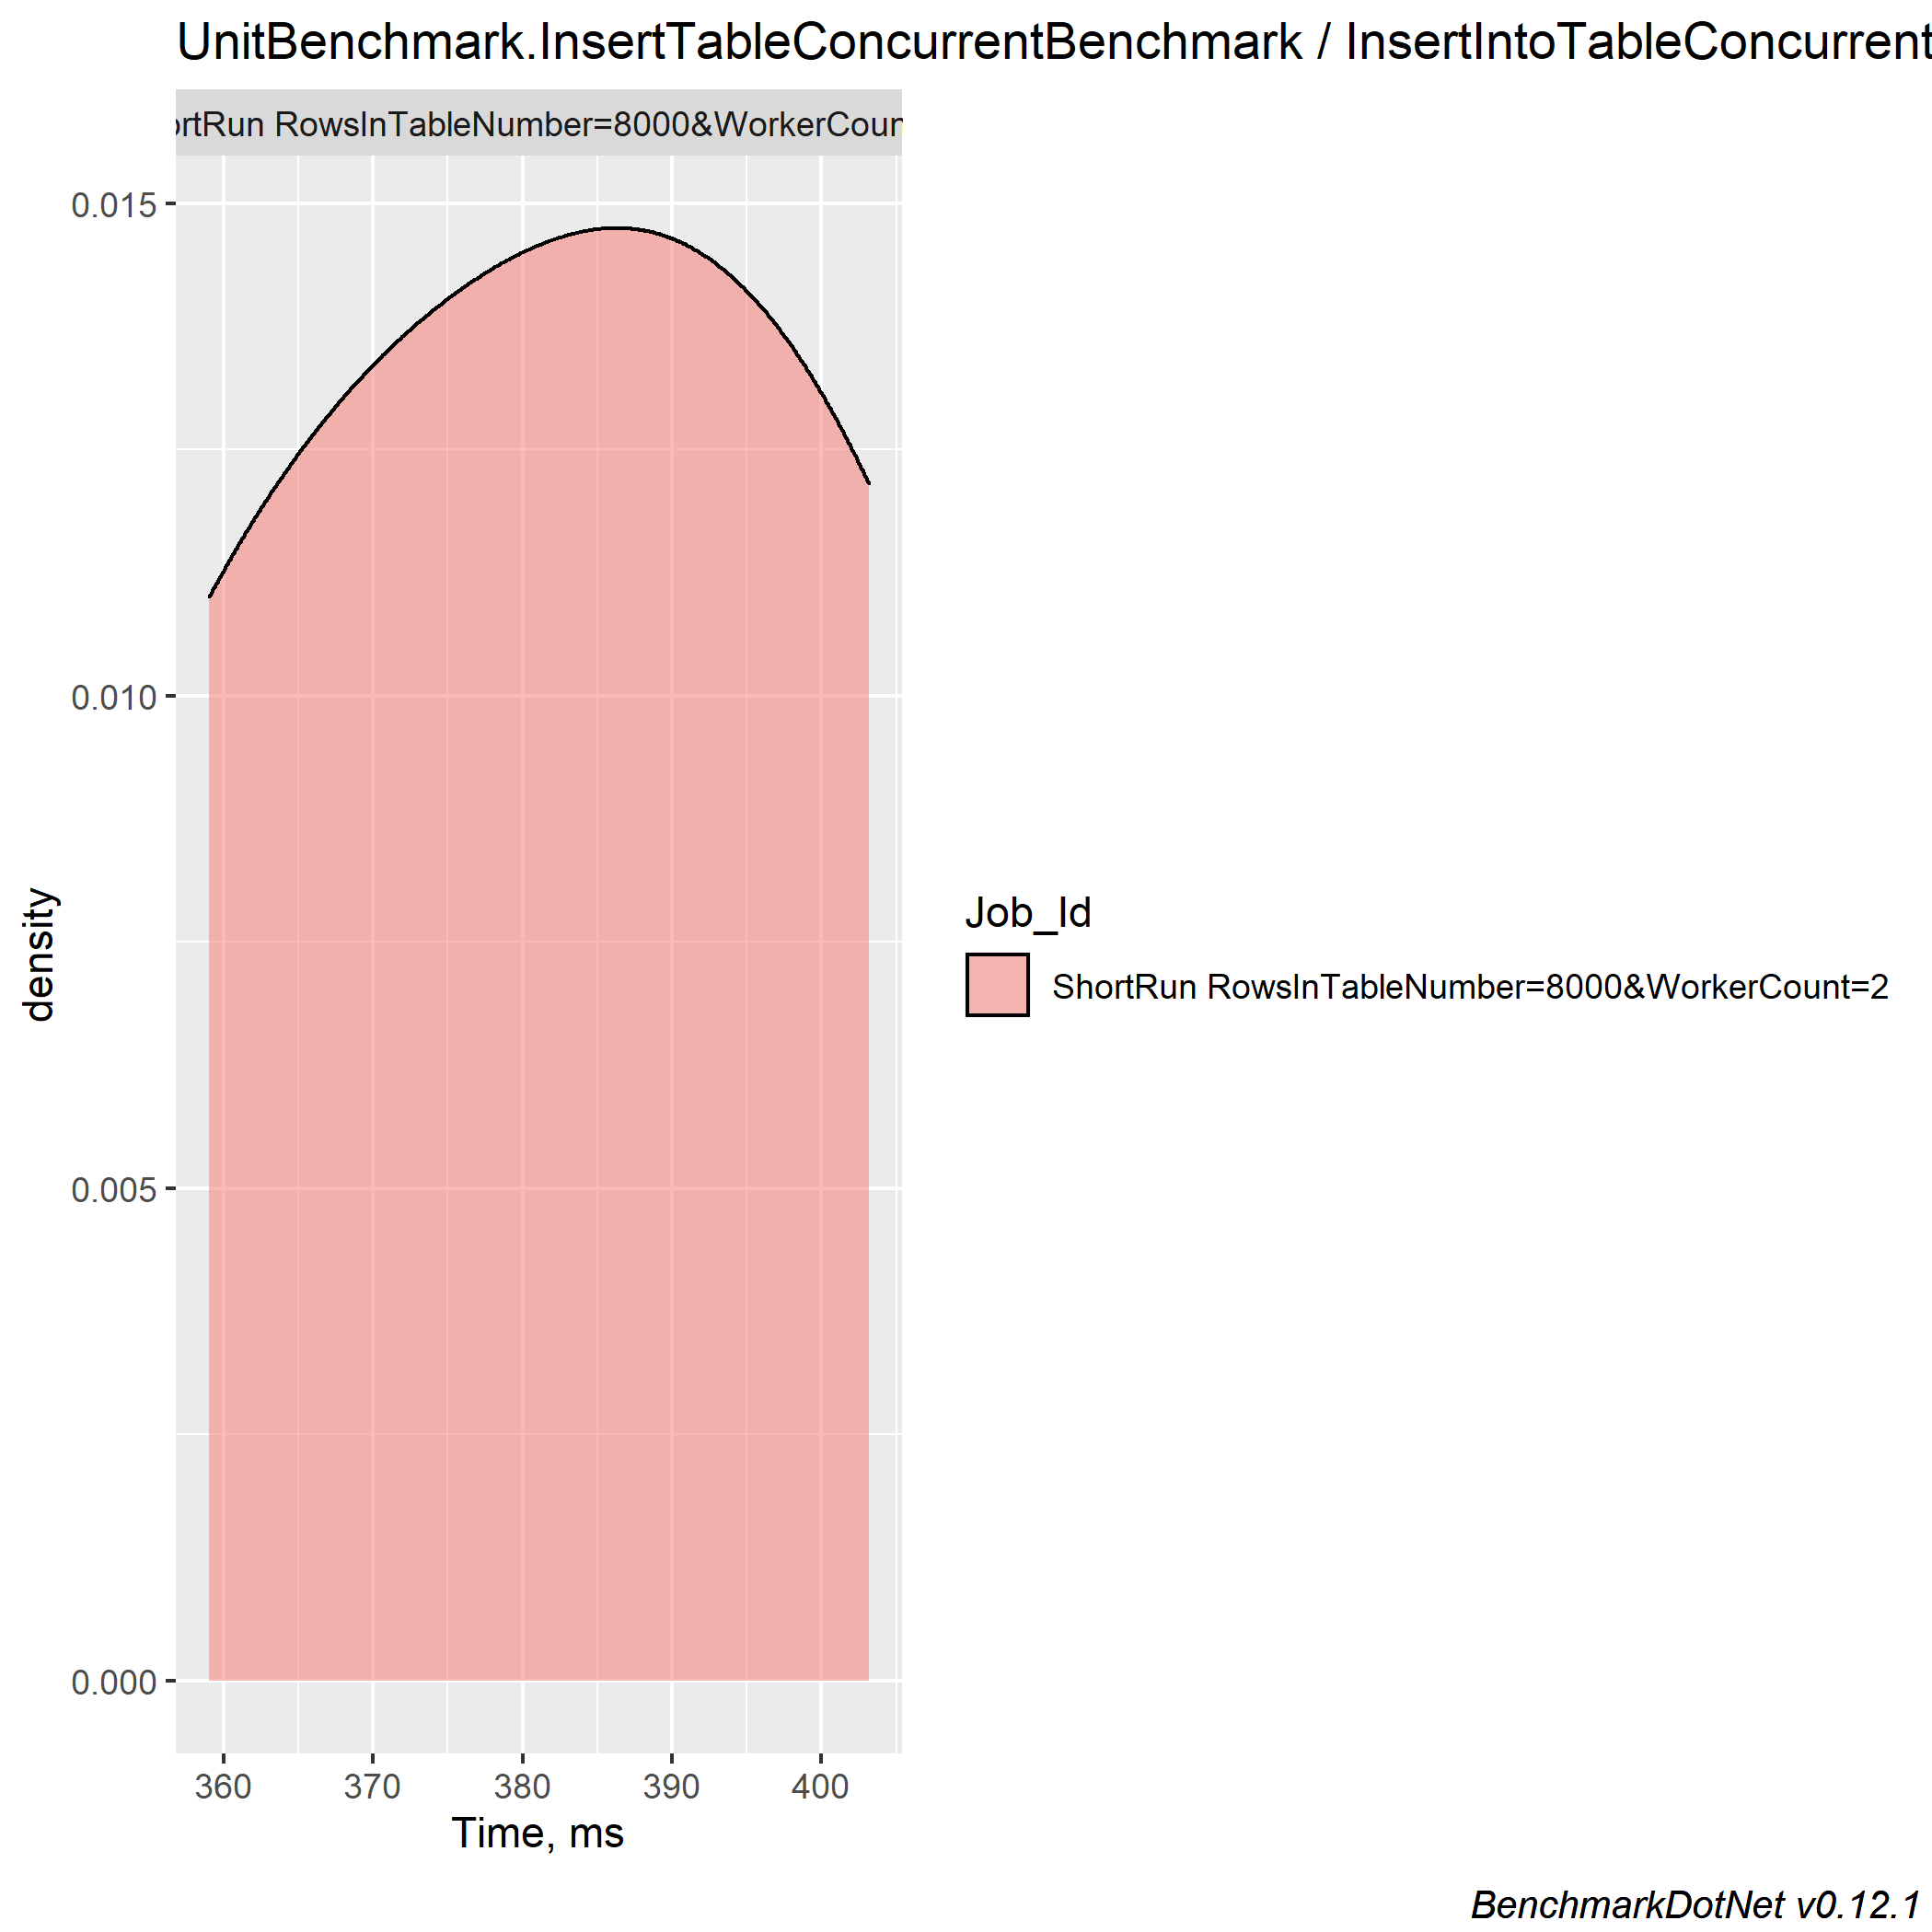 UnitBenchmark.InsertTableConcurrentBenchmark / InsertIntoTableConcurrent
RowsInTableNumber=8000&WorkerCoun
0.015
0.010
0.005
0.000
density
360 370 380 390 400
Time, ms
Job_Id
ShortRun RowsInTableNumber=8000&WorkerCount=2
BenchmarkDotNet v0.12.1